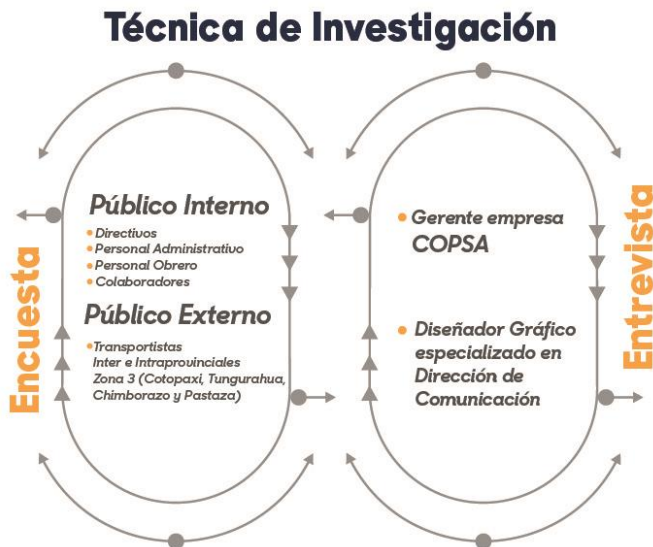 Técnica de Investigación
Encuesta
Público Interno
Directivos
Personal Administrativo
Personal Obrero
Colaboradores
Público Externo
Transportistas
Inter e Intraprovinciales
Zona 3 (Cotopaxi, Tungurahua,
Chimborazo y Pastaza)
Gerente empresa
COPSA
Diseñador Gráfico
especializado en
Dirección de
Comunicación
Entrevista